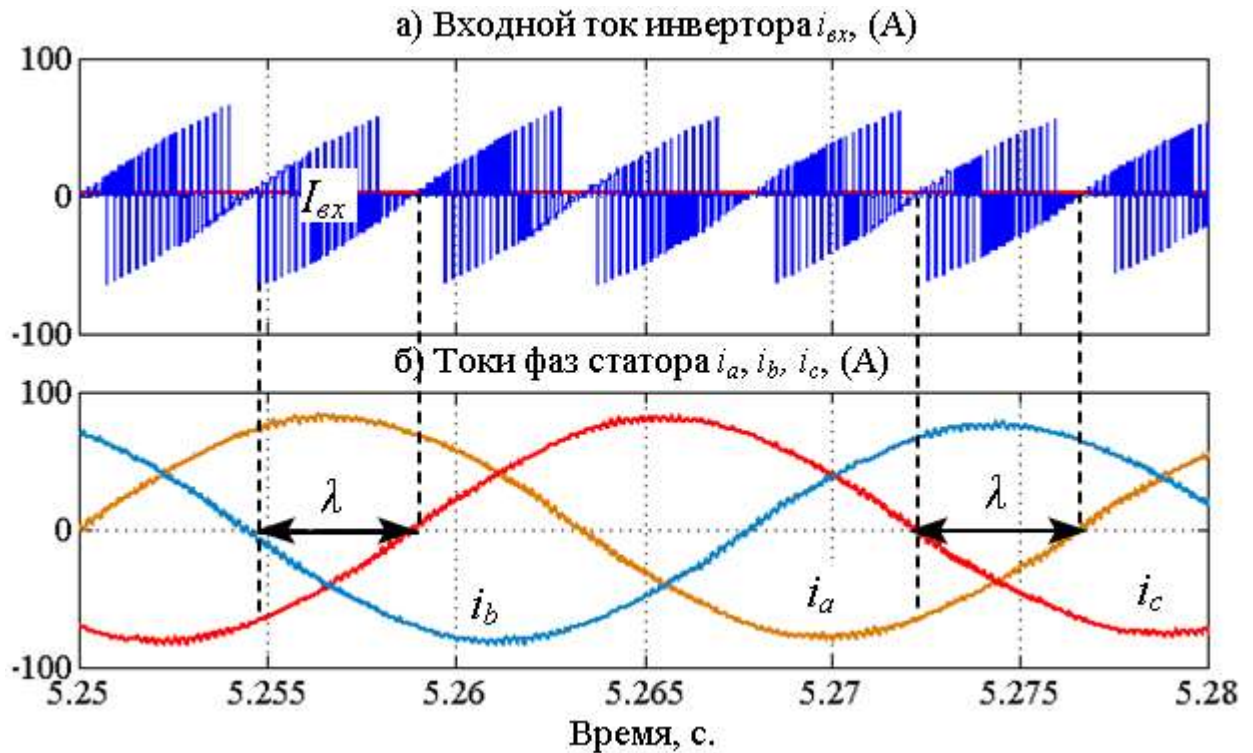 а) Входной ток инвертора iвх, (А)
100
0
-100
Iвх
б) Токи фаз статора ia, ib, ic, (А)
100
0
-100
λ
λ
ib
ia
ic
5.25 5.255 5.26 5.265 5.27 5.275 5.28
Время, с.